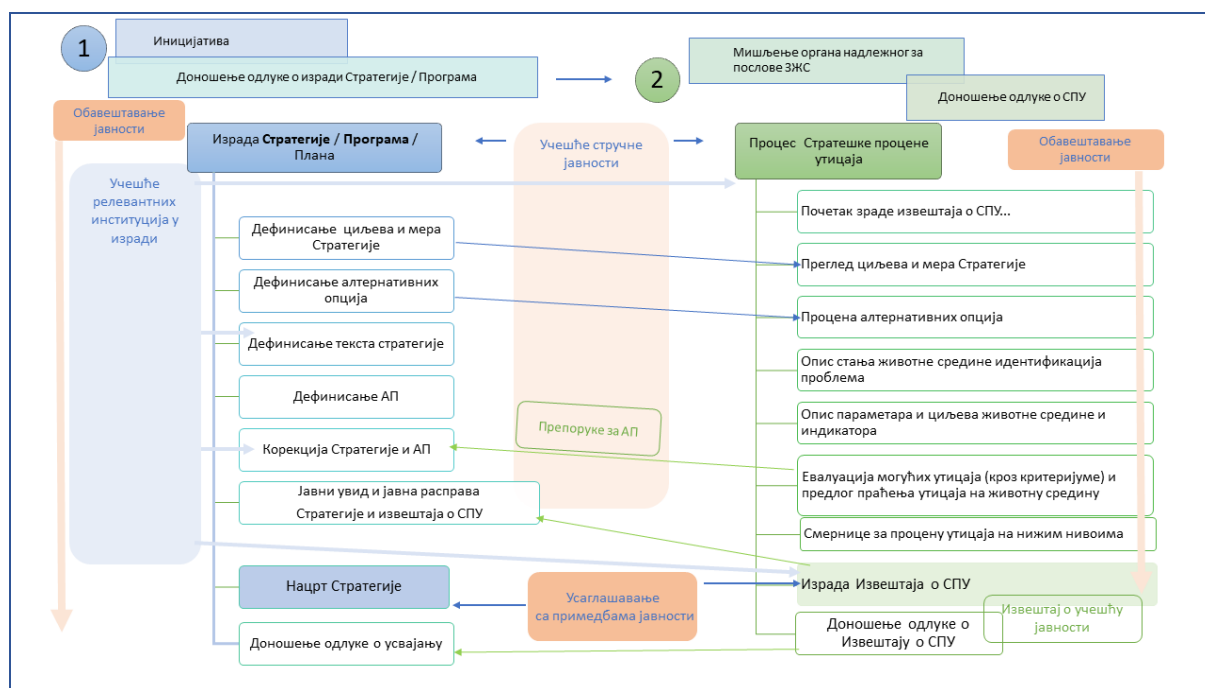 1
Иницијатива
Доношење одлуке о изради Стратегије / Програма
2
Мишљење органа надлежног за
послове ЗЖС
Доношење одлуке о СПУ
Обавештавање
јавности
Израда Стратегије / Програма /
Плана
Учешће стручне
јавности
Процес Стратешке процене
утицаја
Обавештавање
јавности
Учешће
релевантних
институција у
изради
Дефинисање циљева и мера
Стратегије
Дефинисање алтернативних
опција
Дефинисање текста стратегије
Дефинисање АП
Корекција Стратегије и АП
Јавни увид и јавна расправа
Стратегије и извештаја о СПУ
Нацрт Стратегије
Доношење одлуке о усвајању
Препоруке за АП
Усаглашавање
са примедбама јавности
Почетак зраде извештаја о СПУ...
Преглед циљева и мера Стратегије
Процена алтернативних опција
Опис стања животне средине идентификација
проблема
Опис параметара и циљева животне средине и
индикатора
Евалуација могућих утицаја (кроз критеријуме) и
предлог праћења утицаја на животну средину
Смернице за процену утицаја на нижим нивоима
Израда Извештаја о СПУ
Извештај о учешћу
јавности
Доношење одлуке о
Извештају о СПУ